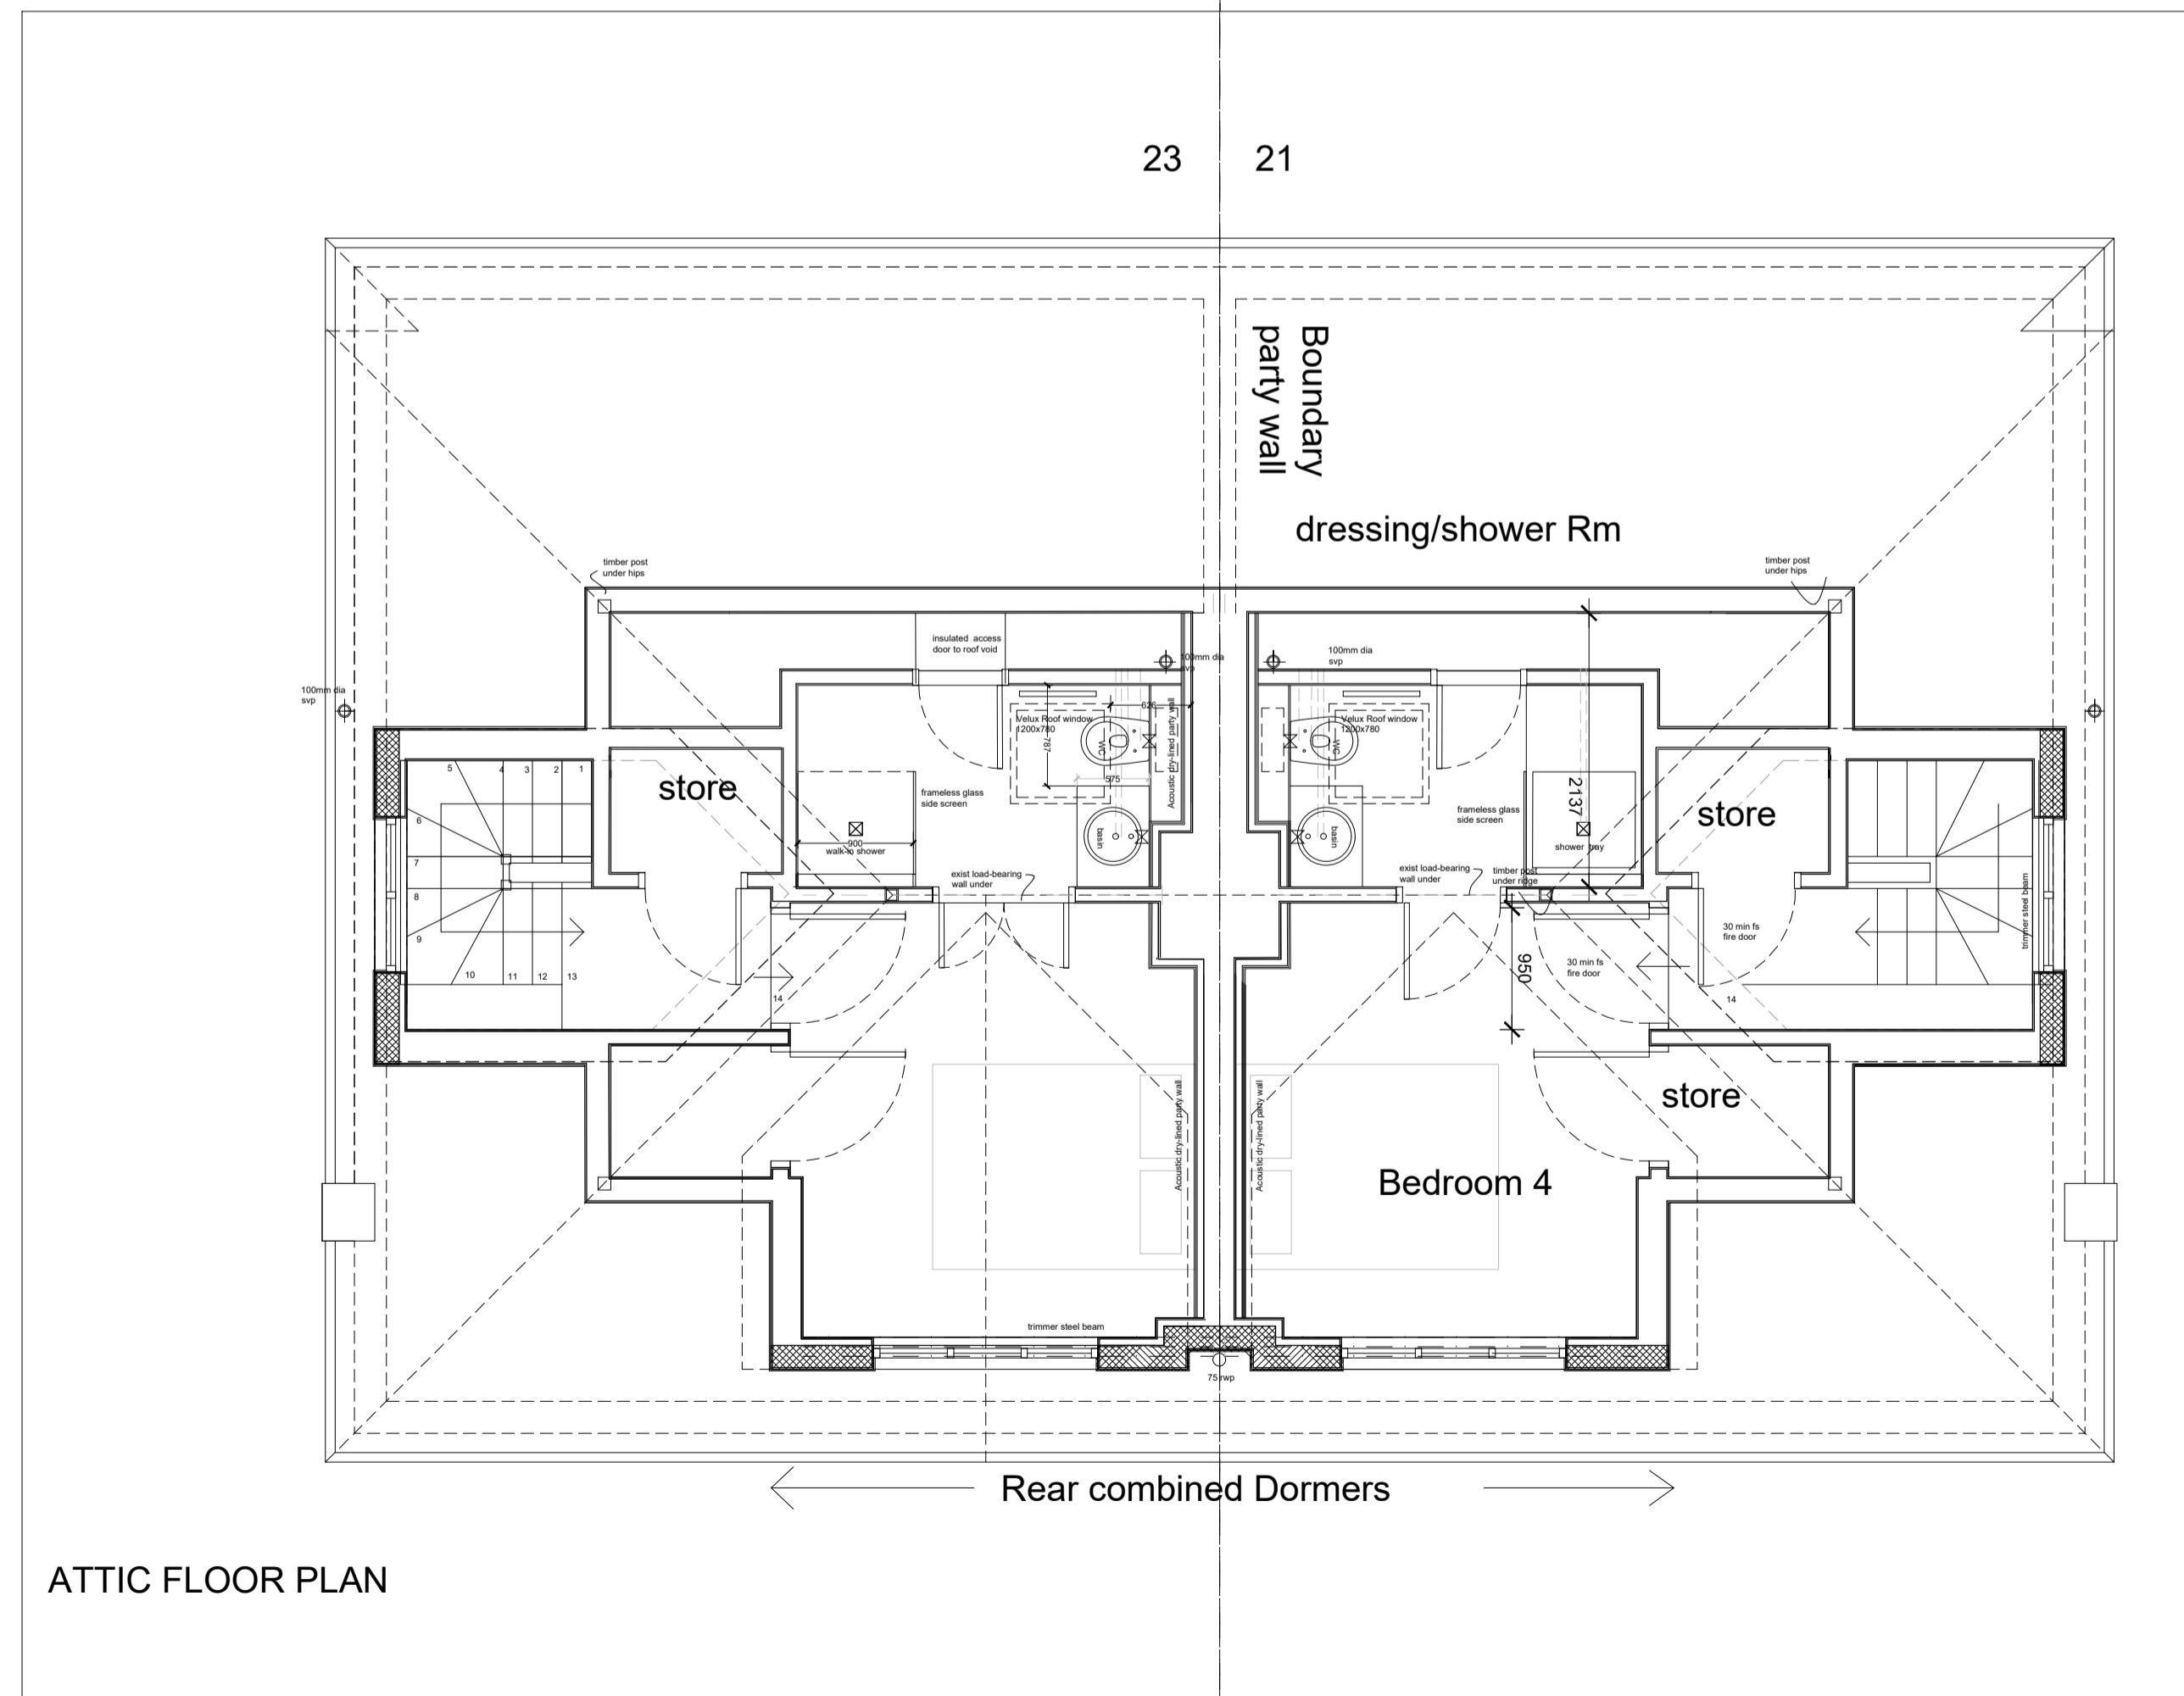 23
21
Boundary
party wall
dressing/shower Rm
timber post
under hips
timber post
under hips
insulated access
door to roof void
100mm dia
svp
100mm dia
svp
100mm dia
svp
626
Velux Roof window
1200x780
787
WC
Acoustic dry-lined party wall
Velux Roof window
1200x780
WC
5
4
3
2
1
store
575
frameless glass
side screen
frameless glass
side screen
2137
store
6
basin
basin
900
walk-in shower
shower tray
7
exist load-bearing
wall under
exist load-bearing
wall under
timber post
under ridge
8
9
trimmer steel beam
30 min fs
fire door
30 min fs
fire door
950
10
11
12
13
14
14
Acoustic dry-lined party wall
Acoustic dry-lined party wall
store
Bedroom 4
trimmer steel beam
75 rwp
Rear combined Dormers
ATTIC FLOOR PLAN